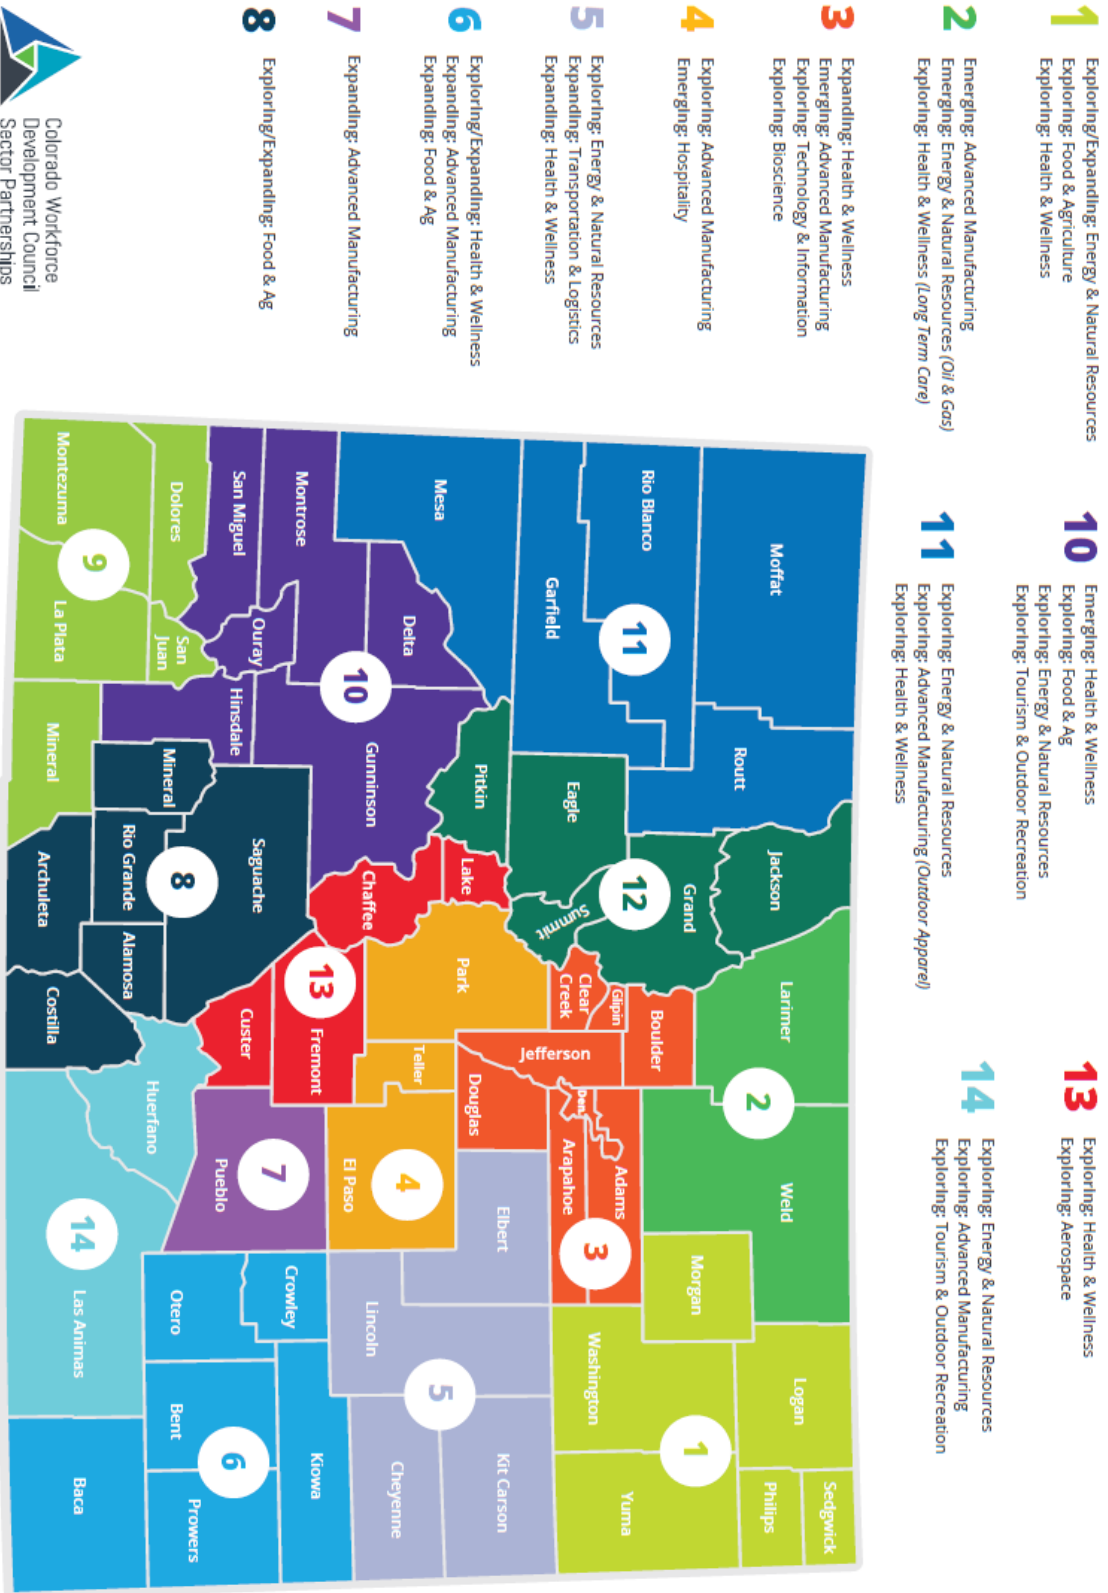 1
Exploring/Expanding: Energy & Natural Resources
Exploring: Food & Agriculture
Exploring: Health & Wellness
2
Emerging: Advanced Manufacturing
Emerging: Energy & Natural Resources (Oil & Gas)
Exploring: Health & Wellness (Long Term Care)
3
Expanding: Health & Wellness
Emerging: Advanced Manufacturing
Exploring: Technology & Information
Exploring: Bioscience
4
Exploring: Advanced Manufacturing
Emerging: Hospitality
5
Exploring: Energy & Natural Resources
Expanding: Transportation & Logistics
Expanding: Health & Wellness
6
Exploring/Expanding: Health & Wellness
Expanding: Advanced Manufacturing
Expanding: Food & Ag
7
Expanding: Advanced Manufacturing
8
Exploring/Expanding: Food & Ag
10
Emerging: Health & Wellness
Exploring: Food & Ag
Exploring: Energy & Natural Resources
Exploring: Tourism & Outdoor Recreation
11
Exploring: Energy & Natural Resources
Exploring: Advanced Manufacturing (Outdoor Apparel)
Exploring: Health & Wellness
13
Exploring: Health & Wellness
Exploring: Aerospace
14
Exploring: Energy & Natural Resources
Exploring: Advanced Manufacturing
Exploring: Tourism & Outdoor Recreation
Moffat
Routt
Jackson
Larimer
Weld
Logan
Sedgwick
Philips
Rio Blanco
11
Grand
12
Boulder
2
Morgan
1
Yuma
Washington
Garfield
Eagle
Summit
Clear
Creek
Glipin
Jefferson
Den.
Adams
Arapahoe
3
Mesa
Pitkin
Lake
Park
Douglas
Elbert
Kit Carson
5
Delta
10
Gunninson
Chaffee
Teller
4
El Paso
Lincoln
Cheyenne
Montrose
San Miguel
Ouray
Hinsdale
Saguache
13
Fremont
Custer
7
Pueblo
Crowley
Kiowa
6
Otero
Bent
Prowers
Dolores
San
Juan
Mineral
8
Rio Grande
Alamosa
Huerfano
Montezuma
9
La Plata
Mineral
Archuleta
Costilla
14
Las Animas
Baca
Colorado Workforce
Development Council
Sector Partnerships